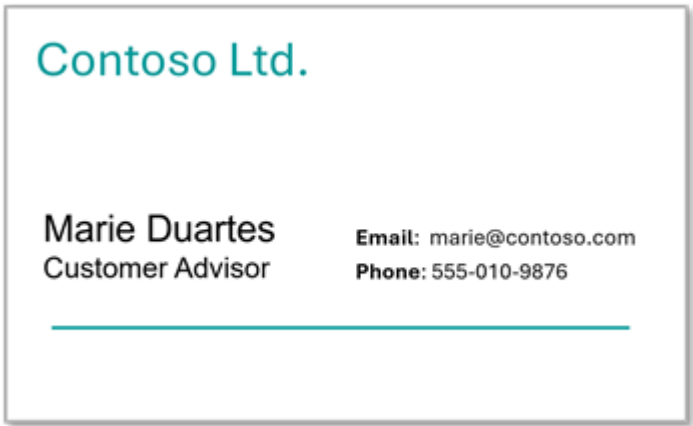 Contoso Ltd.
Marie Duartes
Customer Advisor
Email: marie@contoso.com
Phone: 555-010-9876